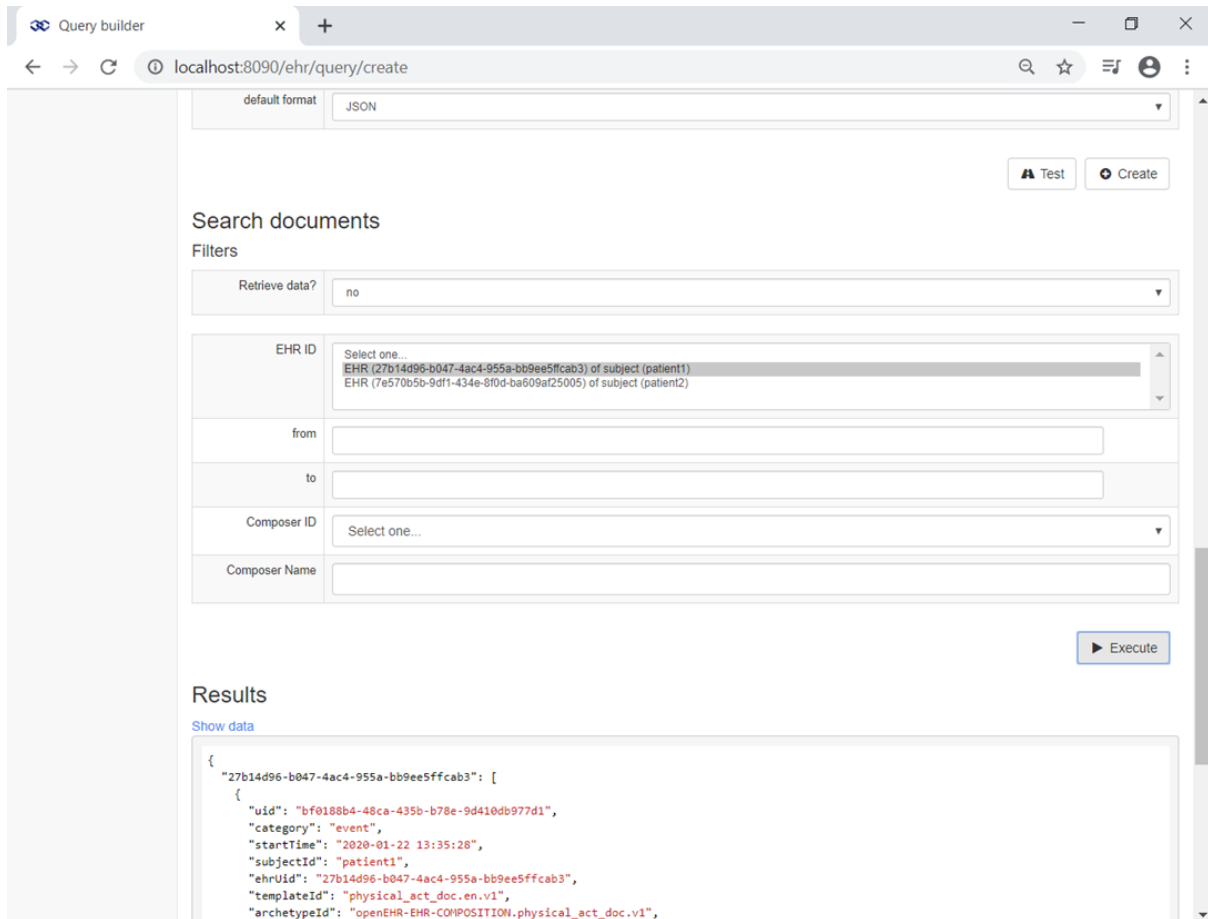 Query builder
localhost:8090/ehr/query/create
default format
JSON
Test
Create
Search documents
Filters
Retrieve data?
no
EHR ID
Select one...
EHR (27b14d96-b047-4ac4-955a-bb9ee5ffcab3) of subject (patient1)
EHR (7e570b5b-9df1-434e-8f0d-ba609af25005) of subject (patient2)
from
to
Composer ID
Select one...
Composer Name
Execute
Results
Show data
{
"27b14d96-b047-4ac4-955a-bb9ee5ffcab3": [
{
"uid": "bf0188b4-48ca-435b-b78e-9d410db977d1",
"category": "event",
"startTime": "2020-01-22 13:35:28",
"subjectId": "patient1",
"ehrUid": "27b14d96-b047-4ac4-955a-bb9ee5ffcab3",
"templateId": "physical_act_doc.en.v1",
"archetypeId": "openEHR-EHR-COMPOSITION.physical_act_doc.v1",